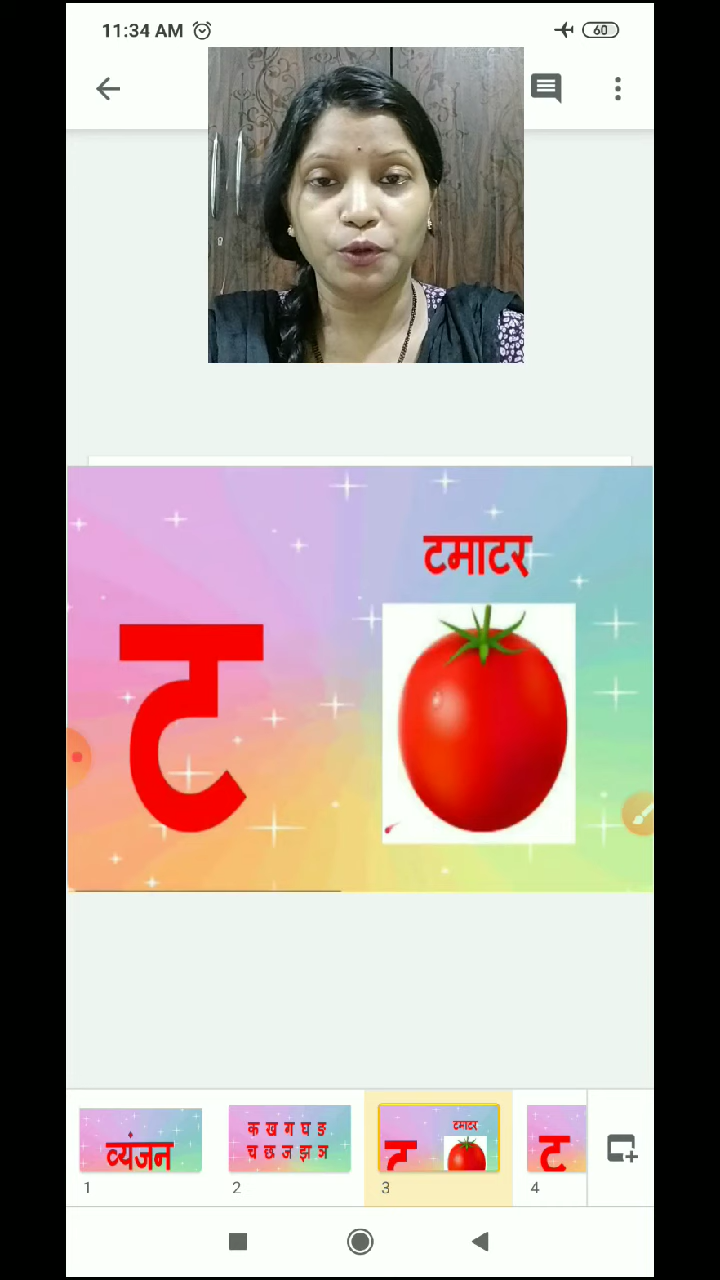 11:34 AM
60
टमाटर
ट
व्यंजन
क ख ग घ ङ
च छ ज झ ञ
टमाटर
ट
ट
1
2
3
4